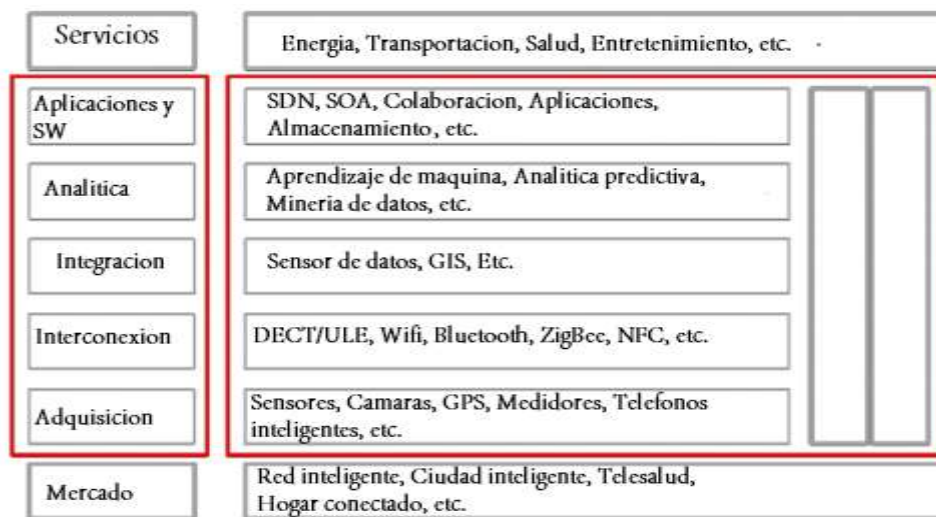 Servicios
Energia, Transportacion, Salud, Entretenimiento, etc.
Aplicaciones y
SW
SDN, SOA, Colaboracion, Aplicaciones,
Almacenamiento, etc.
Analitica
Aprendizaje de maquina, Analitica predictiva,
Mineria de datos, etc.
Integracion
Sensor de datos, GIS, Etc.
Interconexion
DECT/ULE, Wifi, Bluetooth, ZigBee, NFC, etc.
Adquisicion
Sensores, Camaras, GPS, Medidores, Telefonos
inteligentes, etc.
Mercado
Red inteligente, Ciudad inteligente, Telesalud,
Hogar conectado, etc.